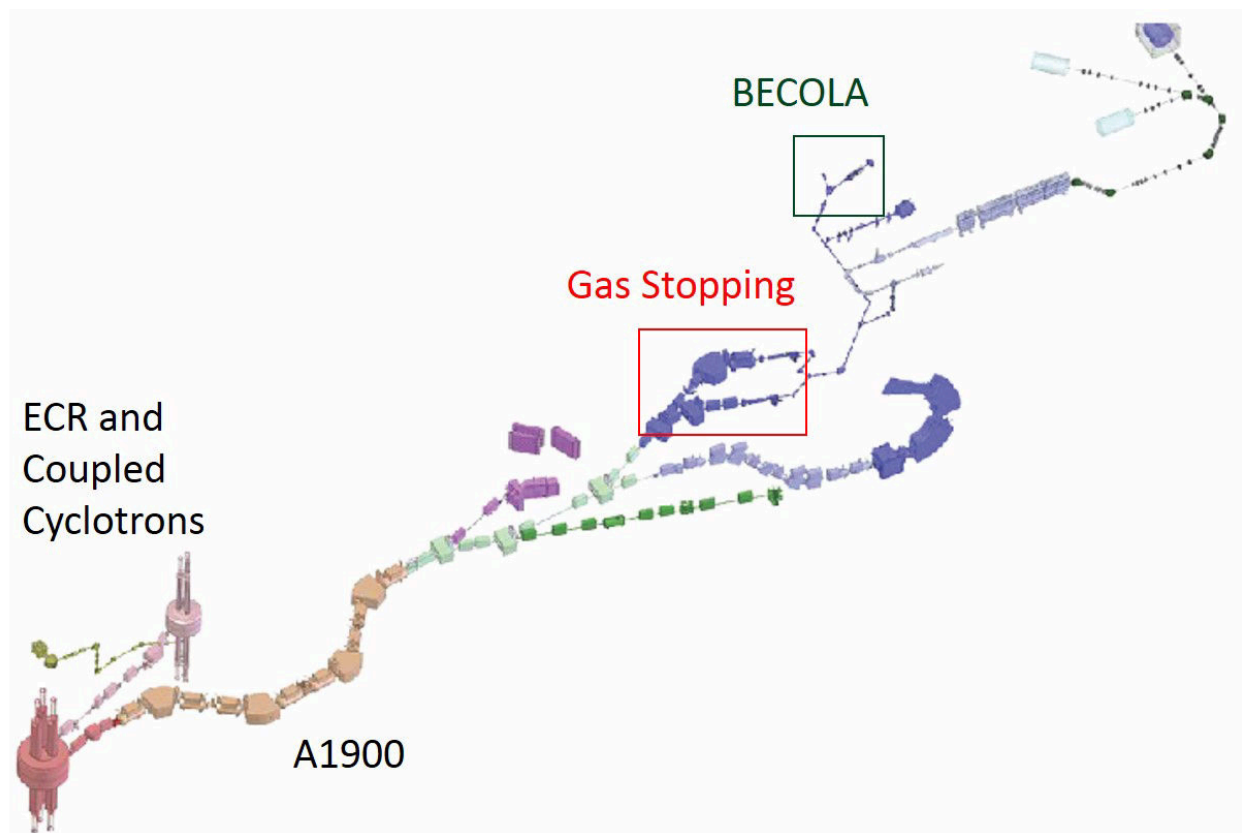 BECOLA
Gas Stopping
ECR and
Coupled
Cyclotrons
A1900